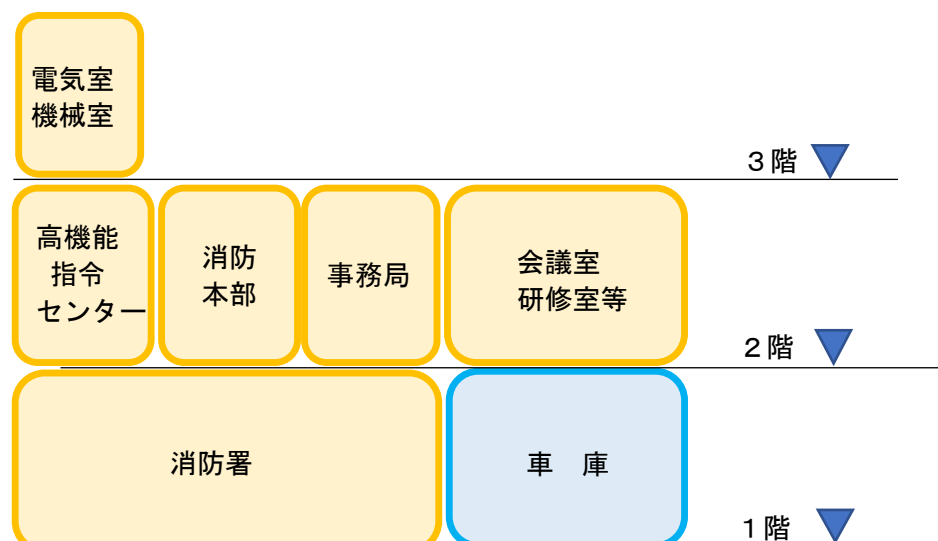 電気室
機械室
３階
高機能
指令
センター
消防
本部
事務局
会議室
研修室等
２階
消防署
車　庫
１階